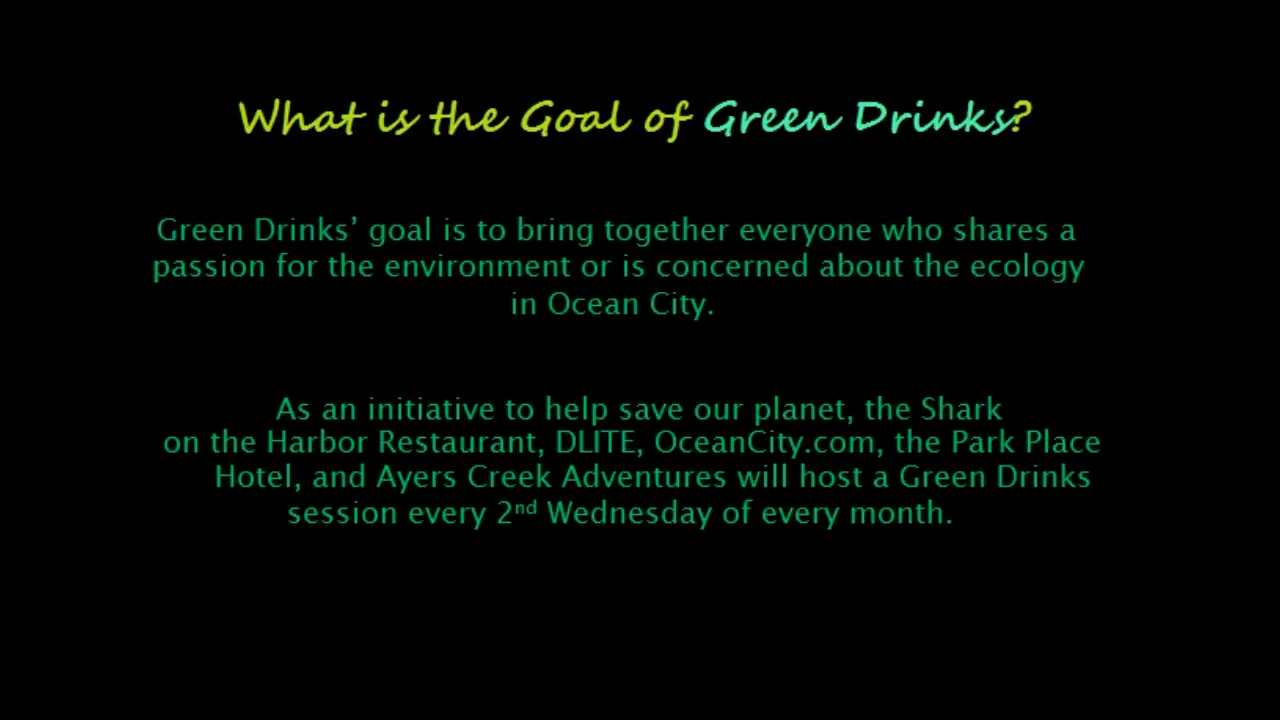 What is the Goal of Green Drinks?
Green Drinks’ goal is to bring together everyone who shares a
passion for the environment or is concerned about the ecology
in Ocean City.
As an initiative to help save our planet, the Shark
on the Harbor Restaurant, DLITE, OceanCity.com, the Park Place
Hotel, and Ayers Creek Adventures will host a Green Drinks
session every 2nd Wednesday of every month.